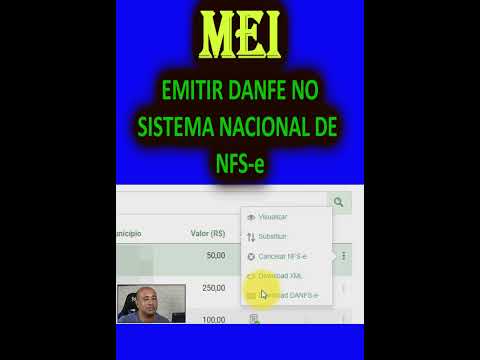 MEI
EMITIR DANFE NO
SISTEMA NACIONAL DE
NFS-e
Visualizar
unicípio
Valor (R$)
Substituir
50,00
Cancelar NFS-e
Download XML
250,00
Download DANFS-e
100,00